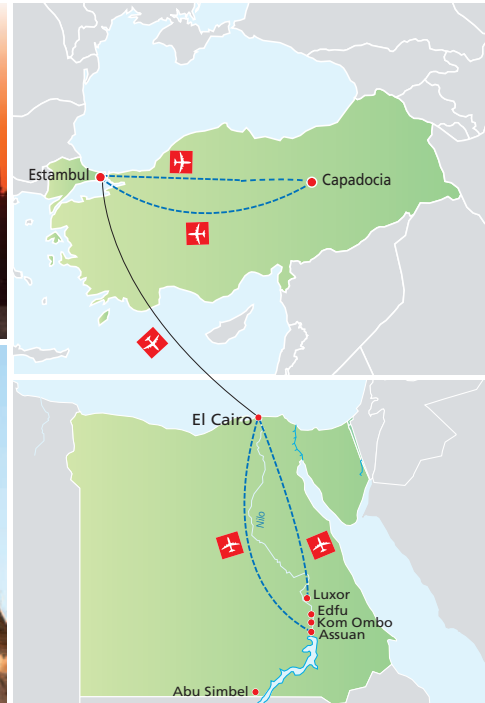 Estambul
Capadocia
El Cairo
Nilo
Luxor
Edfu
Kom Ombo
Assuan
Abu Simbel